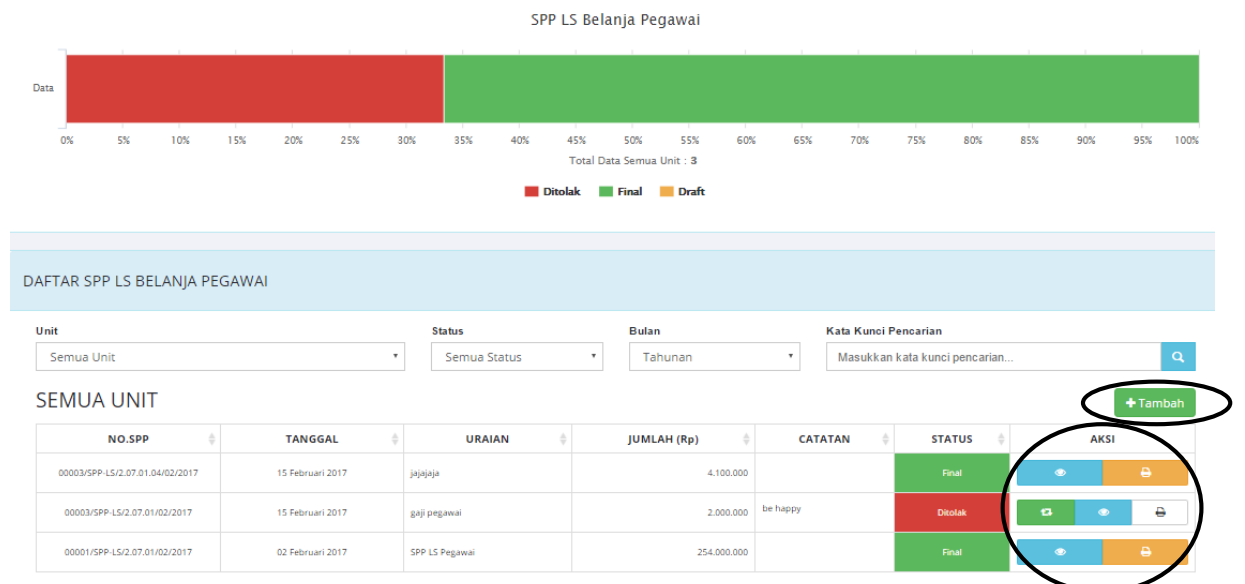 SPP LS Belanja Pegawai
Data
0% 5% 10% 15% 20% 25% 30% 35% 40% 45% 50% 55% 60% 65% 70% 75% 80% 85% 90% 95% 100%
Total Data Semua Unit : 3
Ditolak Final Draft
DAFTAR SPP LS BELANJA PEGAWAI
Unit Status Bulan Kata Kunci Pencarian
Semua Unit Semua Status Tahunan Masukkan kata kunci pencarian...
SEMUA UNIT
+ Tambah
NO.SPP TANGGAL URAIAN JUMLAH (Rp) CATATAN STATUS AKSI
00003/SPP-LS/2.07.01.04/02/2017 15 Februari 2017 jajajaja 4.100.000 Final
00003/SPP-LS/2.07.01/02/2017 15 Februari 2017 gaji pegawai 2.000.000 be happy Ditolak
00001/SPP-LS/2.07.01/02/2017 02 Februari 2017 SPP LS Pegawai 254.000.000 Final